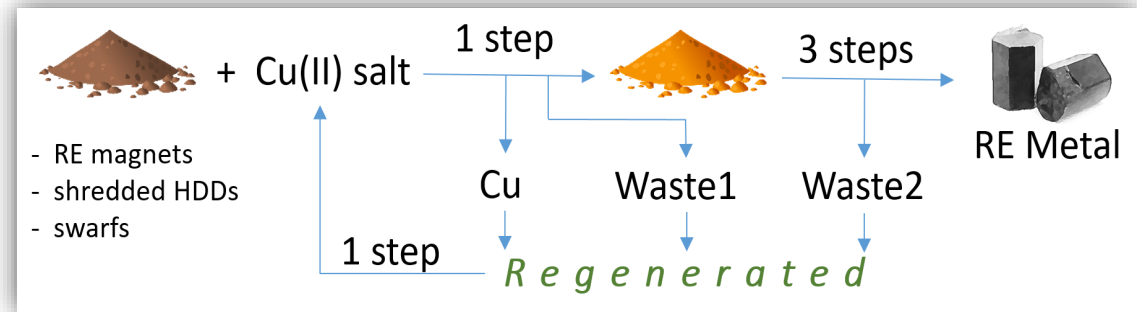 1 step
3 steps
+ Cu(II) salt
RE Metal
- RE magnets
- shredded HDDs
- swarfs
Cu
Waste1
Waste2
1 step
Regenerated